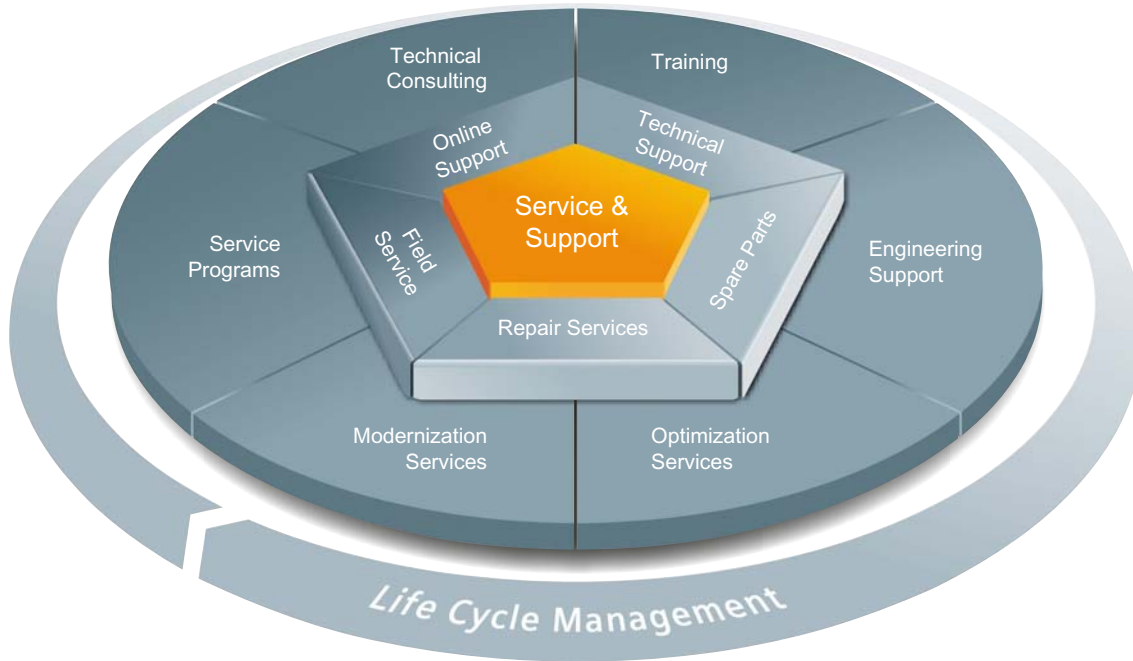 Technical
Consulting
Training
Online
Support
Technical
Support
Service &
Support
Service
Programs
Field
Service
Spare Parts
Engineering
Support
Repair Services
Modernization
Services
Optimization
Services
Life Cycle Management